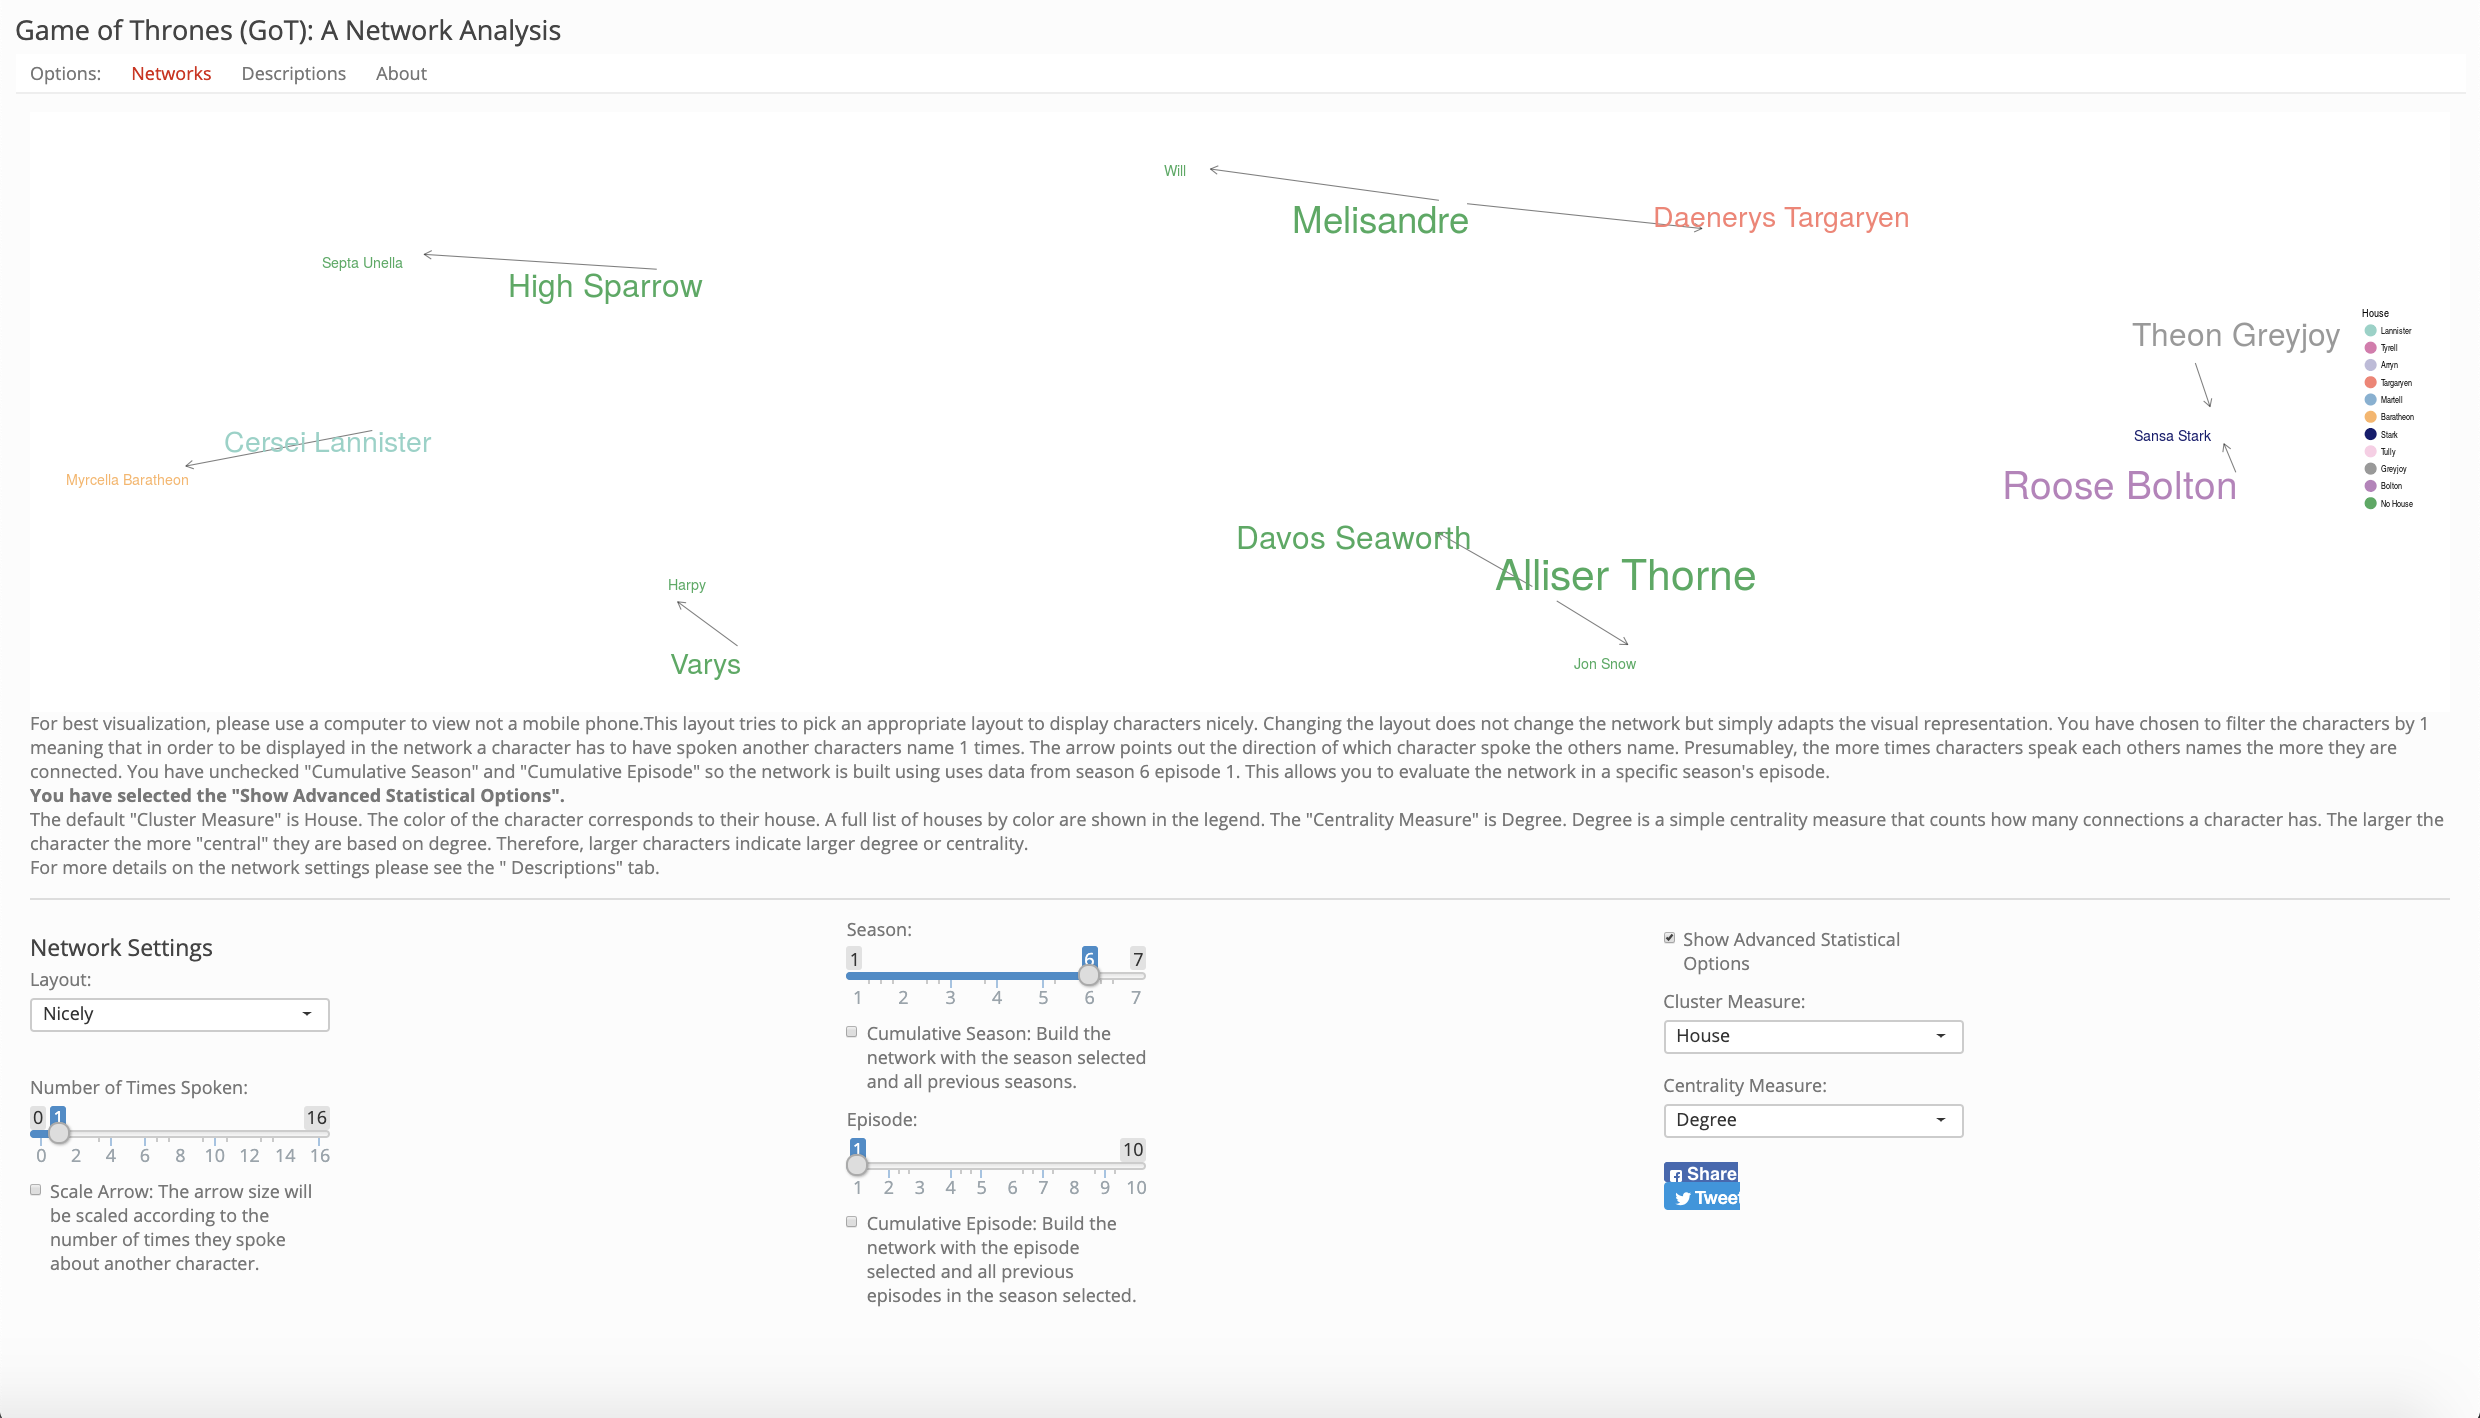 Game of Thrones (GoT): A Network Analysis
Options: Networks Descriptions About
Will
Melisandre
Daenerys Targaryen
Septa Unella
High Sparrow
Theon Greyjoy
House
Lannister
Tyrell
Arryn
Targaryen
Martell
Baratheon
Stark
Tully
Greyjoy
Bolton
No House
Cersei Lannister
Myrcella Baratheon
Sansa Stark
Roose Bolton
Davos Seaworth
Alliser Thorne
Harpy
Varys
Jon Snow
For best visualization, please use a computer to view not a mobile phone.This layout tries to pick an appropriate layout to display characters nicely. Changing the layout does not change the network but simply adapts the visual representation. You have chosen to filter the characters by 1
meaning that in order to be displayed in the network a character has to have spoken another characters name 1 times. The arrow points out the direction of which character spoke the others name. Presumabley, the more times characters speak each others names the more they are
connected. You have unchecked "Cumulative Season" and "Cumulative Episode" so the network is built using uses data from season 6 episode 1. This allows you to evaluate the network in a specific season's episode.
You have selected the "Show Advanced Statistical Options".
The default "Cluster Measure" is House. The color of the character corresponds to their house. A full list of houses by color are shown in the legend. The "Centrality Measure" is Degree. Degree is a simple centrality measure that counts how many connections a character has. The larger the
character the more "central" they are based on degree. Therefore, larger characters indicate larger degree or centrality.
For more details on the network settings please see the " Descriptions" tab.
Network Settings
Layout:
Nicely
Number of Times Spoken:
0 1 16
0 2 4 6 8 10 12 14 16
Scale Arrow: The arrow size will
be scaled according to the
number of times they spoke
about another character.
Season:
1 6 7
1 2 3 4 5 6 7
Cumulative Season: Build the
network with the season selected
and all previous seasons.
Episode:
1 10
1 2 3 4 5 6 7 8 9 10
Cumulative Episode: Build the
network with the episode
selected and all previous
episodes in the season selected.
Show Advanced Statistical
Options
Cluster Measure:
House
Centrality Measure:
Degree
Share
Tweet